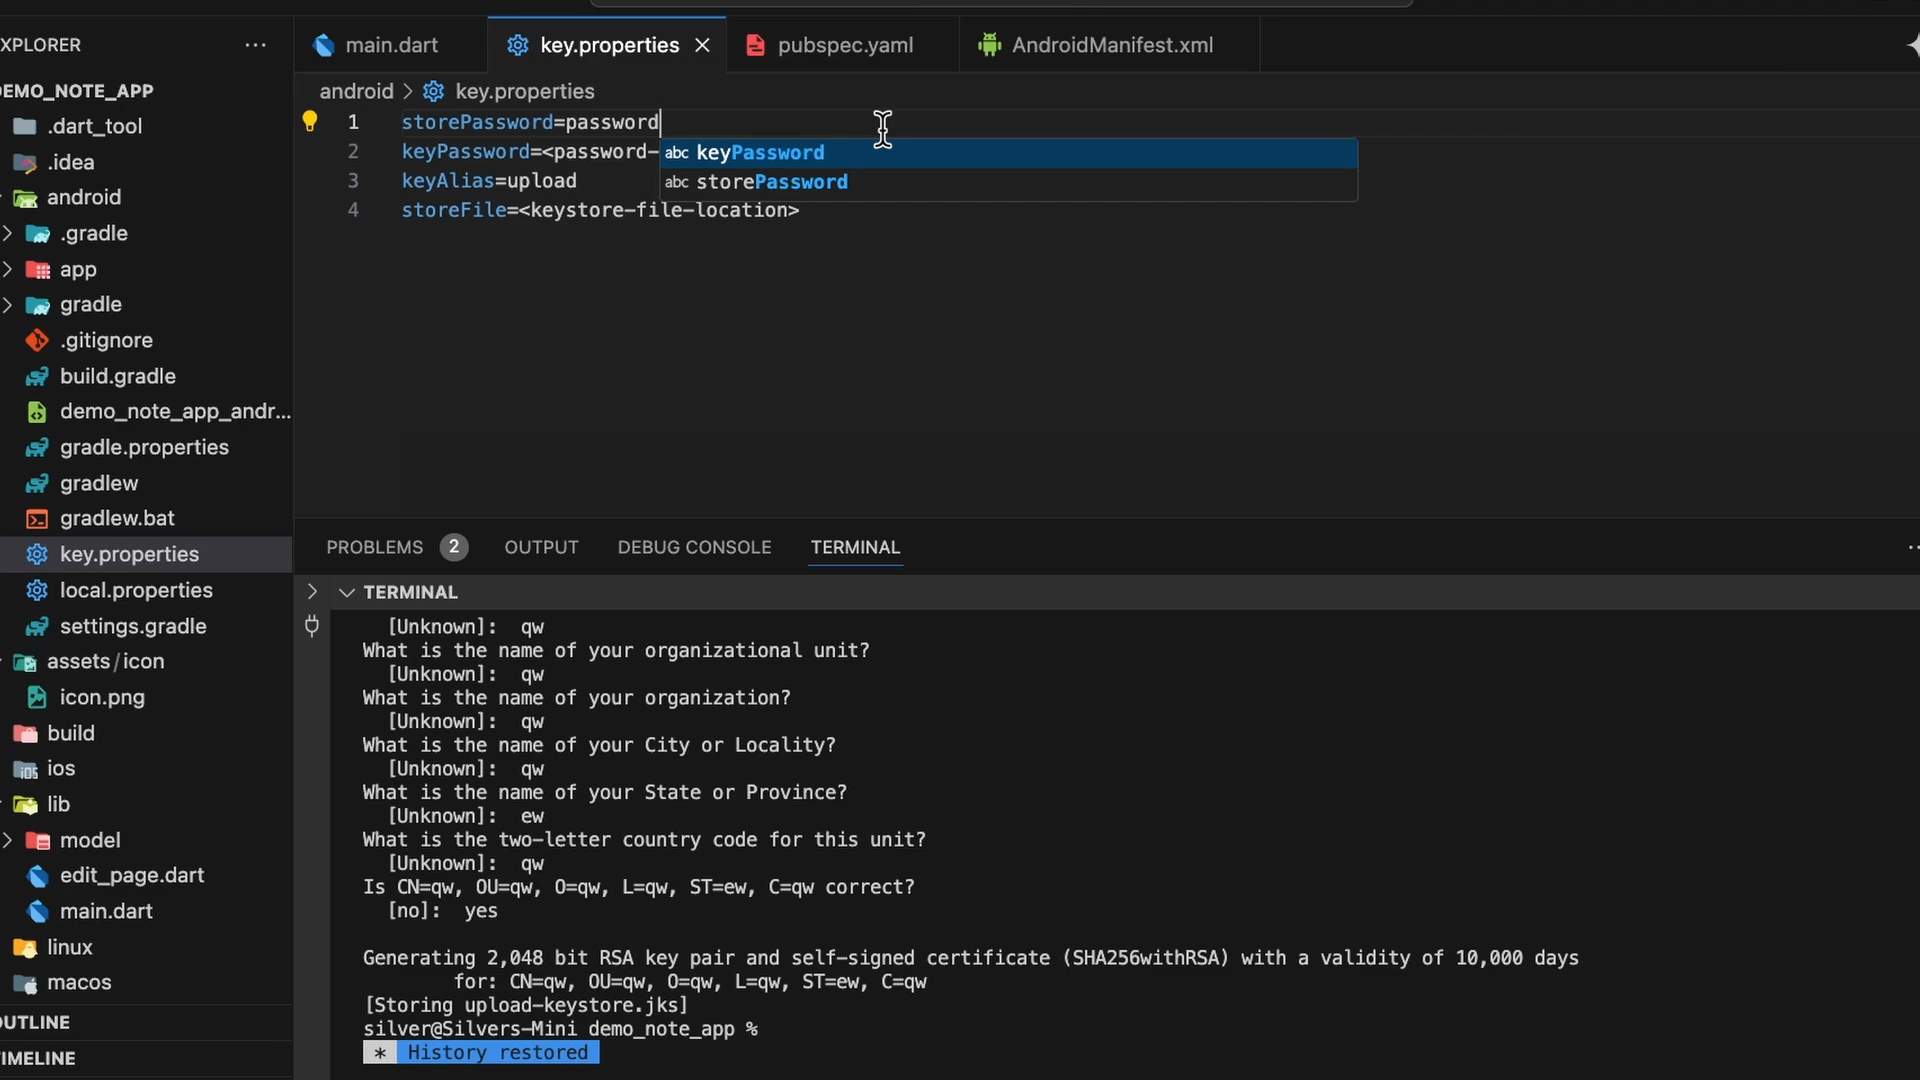 XPLORER
DEMO_NOTE_APP
.dart_tool
.idea
android
.gradle
app
gradle
.gitignore
build.gradle
demo_note_app_andr...
gradle.properties
gradlew
gradlew.bat
key.properties
local.properties
settings.gradle
assets/icon
icon.png
build
ios
lib
model
edit_page.dart
main.dart
linux
macos
OUTLINE
TIMELINE
main.dart key.properties pubspec.yaml AndroidManifest.xml
android > key.properties
1 storePassword=password
2 keyPassword=<password-
3 keyAlias=upload
4 storeFile=<keystore-file-location>
abc keyPassword
abc storePassword
PROBLEMS 2 OUTPUT DEBUG CONSOLE TERMINAL
TERMINAL
[Unknown]: qw
What is the name of your organizational unit?
[Unknown]: qw
What is the name of your organization?
[Unknown]: qw
What is the name of your City or Locality?
[Unknown]: qw
What is the name of your State or Province?
[Unknown]: ew
What is the two-letter country code for this unit?
[Unknown]: qw
Is CN=qw, OU=qw, O=qw, L=qw, ST=ew, C=qw correct?
[no]: yes
Generating 2,048 bit RSA key pair and self-signed certificate (SHA256withRSA) with a validity of 10,000 days
for: CN=qw, OU=qw, O=qw, L=qw, ST=ew, C=qw
[Storing upload-keystore.jks]
silver@Silvers-Mini demo_note_app %
* History restored